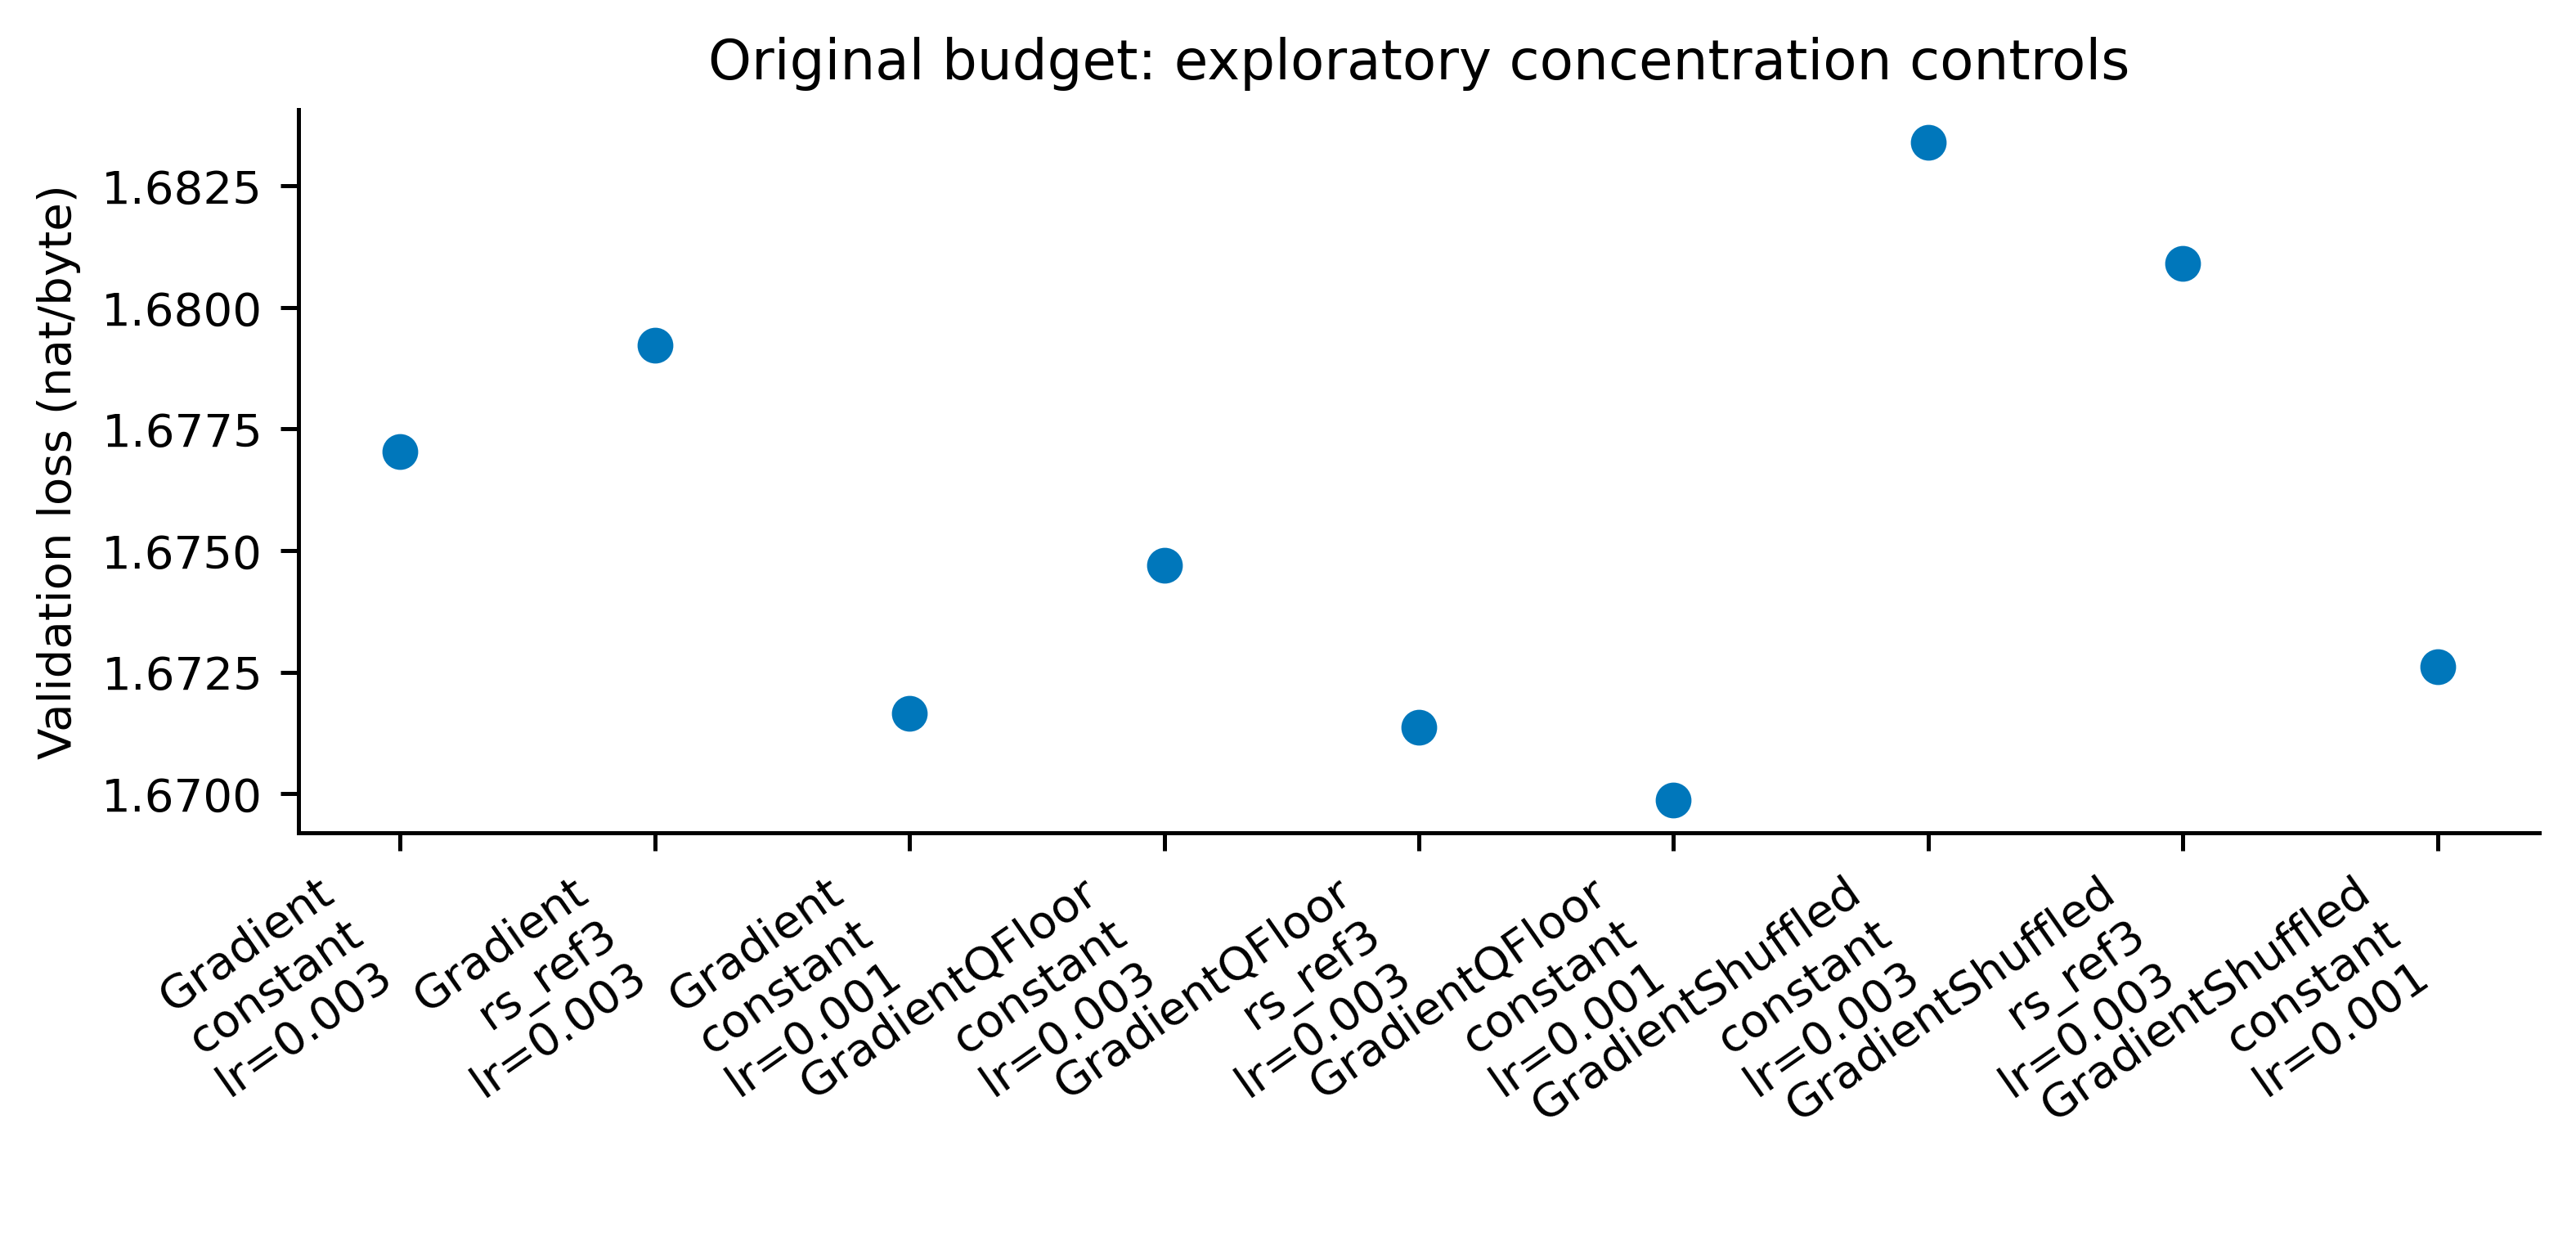 Original budget: exploratory concentration controls
Validation loss (nat/byte)
1.6825
1.6800
1.6775
1.6750
1.6725
1.6700
Gradient
constant
lr=0.003
Gradient
rs_ref3
lr=0.003
Gradient
constant
lr=0.001
GradientQFloor
constant
lr=0.003
GradientQFloor
rs_ref3
lr=0.003
GradientQFloor
constant
lr=0.001
GradientShuffled
constant
lr=0.003
GradientShuffled
rs_ref3
lr=0.003
GradientShuffled
constant
lr=0.001